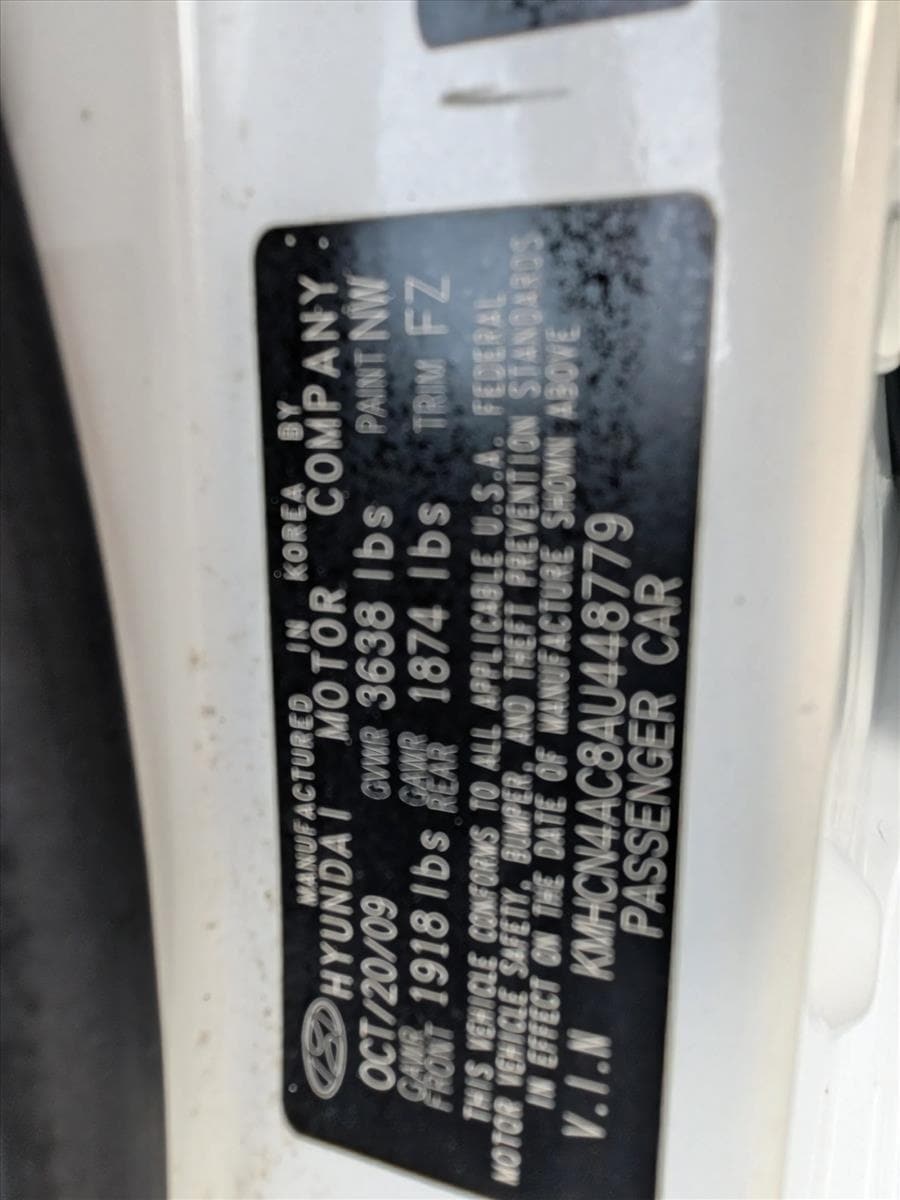 MANUFACTURED IN KOREA BY
HYUNDAI MOTOR COMPANY
OCT/20/09 GVWR 3638 lbs PAINT NW
GAWR FRONT 1918 lbs GAWR REAR 1874 lbs TRIM FZ
THIS VEHICLE CONFORMS TO ALL APPLICABLE U.S.A. FEDERAL
MOTOR VEHICLE SAFETY, BUMPER, AND THEFT PREVENTION STANDARDS
IN EFFECT ON THE DATE OF MANUFACTURE SHOWN ABOVE
V.I.N KMHCN4AC8AU448779
PASSENGER CAR